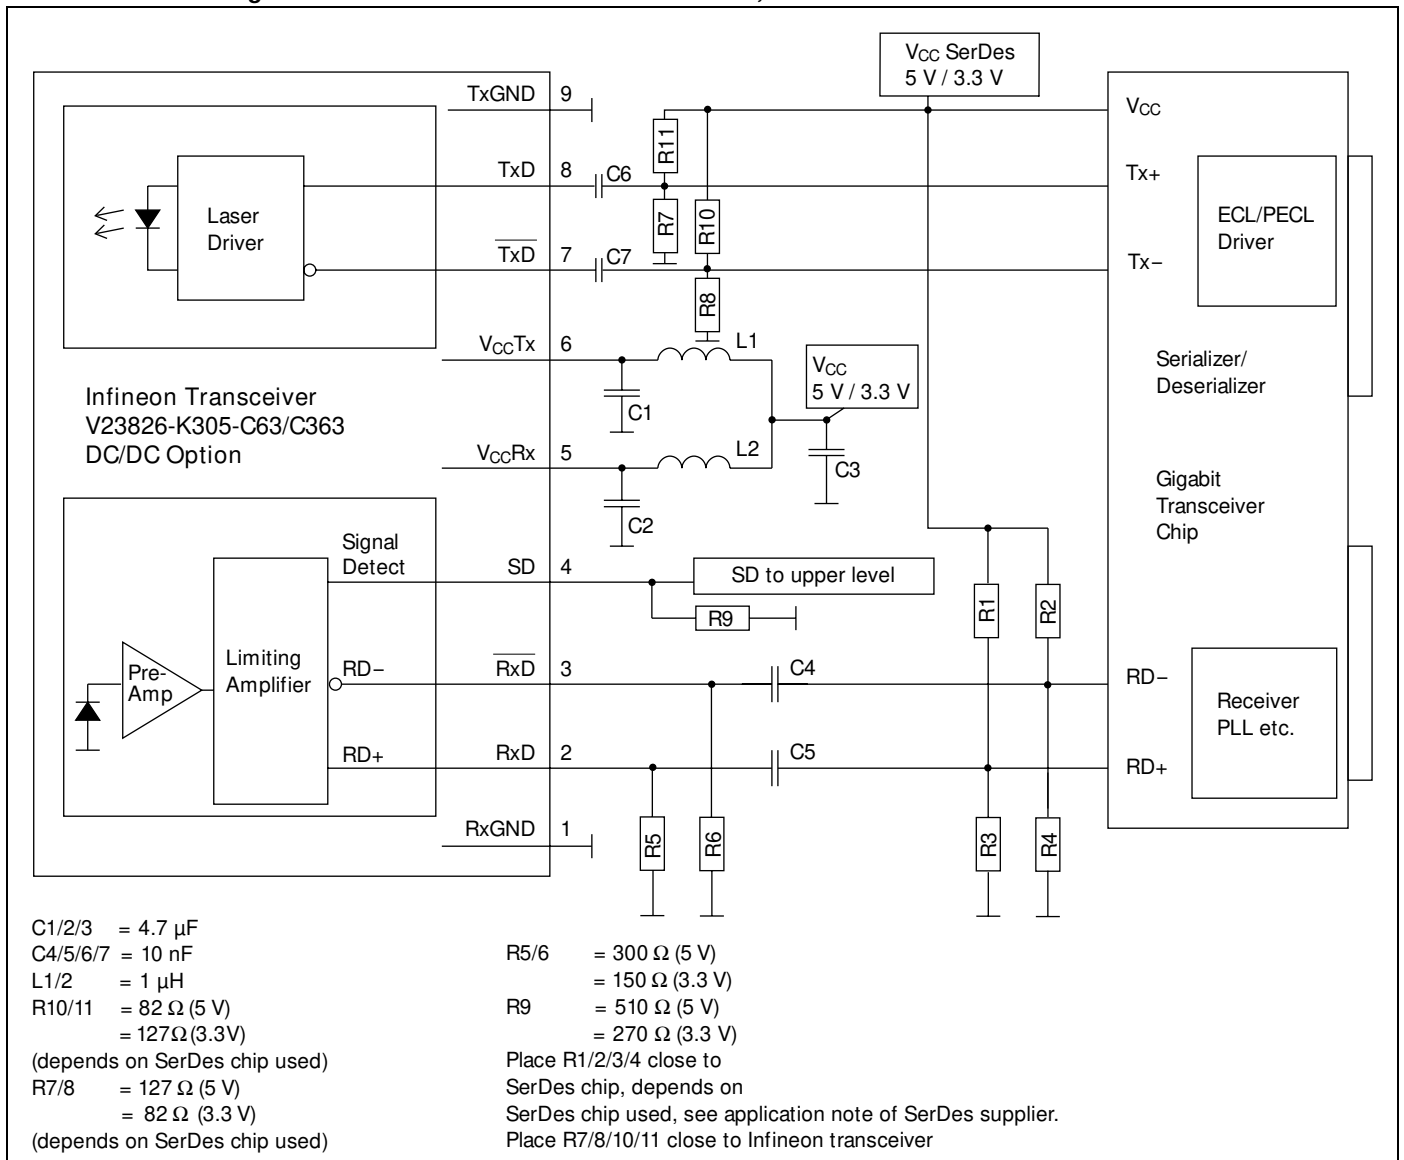 V_CC SerDes
5 V / 3.3 V
TxGND 9
V_CC
R11
TxD 8 C6
Tx+
Laser
Driver
R7
R10
ECL/PECL
Driver
TxD 7 C7
Tx−
R8
V_CCTx 6 L1
V_CC
5 V / 3.3 V
Serializer/
Deserializer
C1
Infineon Transceiver
V23826-K305-C63/C363
DC/DC Option
V_CCRx 5 L2
C3
C2
Gigabit
Transceiver
Chip
Signal
Detect
SD 4
SD to upper level
R9
R1
R2
Pre-
Amp
Limiting
Amplifier
RD−
RxD 3 C4
RD−
Receiver
PLL etc.
RD+
RxD 2 C5
RD+
RxGND 1
R5
R6
R3
R4
C1/2/3 = 4.7 µF
C4/5/6/7 = 10 nF
L1/2 = 1 µH
R10/11 = 82 Ω (5 V)
= 127Ω(3.3V)
(depends on SerDes chip used)
R7/8 = 127 Ω (5 V)
= 82 Ω (3.3 V)
(depends on SerDes chip used)
R5/6 = 300 Ω (5 V)
= 150 Ω (3.3 V)
R9 = 510 Ω (5 V)
= 270 Ω (3.3 V)
Place R1/2/3/4 close to
SerDes chip, depends on
SerDes chip used, see application note of SerDes supplier.
Place R7/8/10/11 close to Infineon transceiver